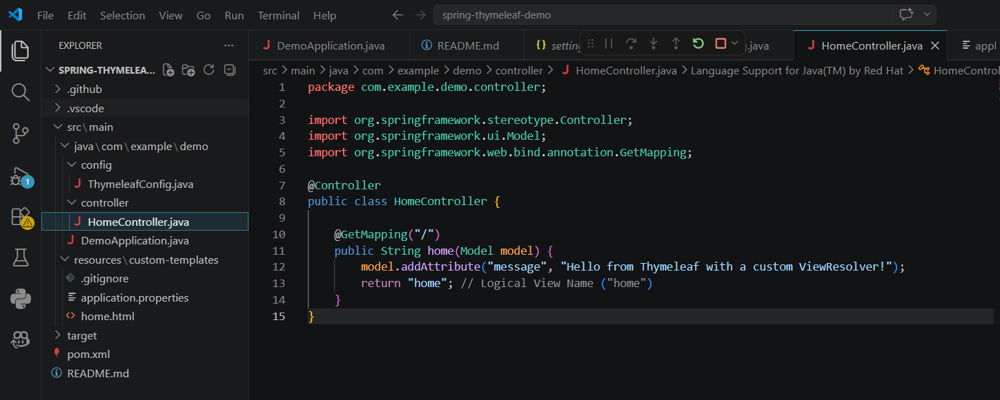 File Edit Selection View Go Run Terminal Help
spring-thymeleaf-demo
EXPLORER ...
SPRING-THYMELEA...
.github
.vscode
src\main
java\com\example\demo
config
J ThymeleafConfig.java
controller
J HomeController.java
J DemoApplication.java
resources\custom-templates
.gitignore
application.properties
<> home.html
target
pom.xml
README.md
1
J DemoApplication.java
README.md
{} setting
.java
J HomeController.java
appl
src > main > java > com > example > demo > controller > J HomeController.java > Language Support for Java(TM) by Red Hat > HomeControl
1 package com.example.demo.controller;
2
3 import org.springframework.stereotype.Controller;
4 import org.springframework.ui.Model;
5 import org.springframework.web.bind.annotation.GetMapping;
6
7 @Controller
8 public class HomeController {
9
10 @GetMapping("/")
11 public String home(Model model) {
12 model.addAttribute("message", "Hello from Thymeleaf with a custom ViewResolver!");
13 return "home"; // Logical View Name ("home")
14 }
15 }